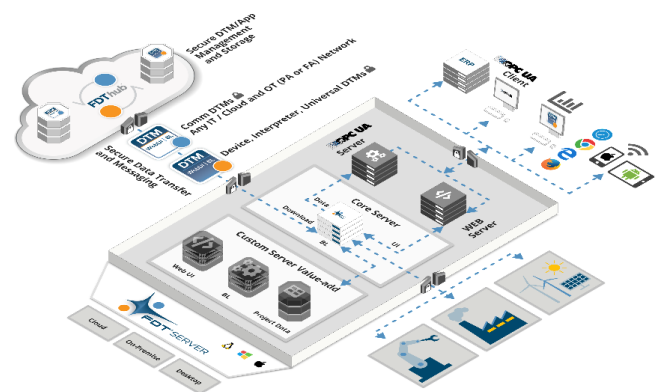 Secure DTM/App
Management
and Storage
FDThub
Comm DTMs
Any IT / Cloud and OT (PA or FA) Network
DTM
Device, Interpreter, Universal DTMs
DTM
Secure Data Transfer
and Messaging
ERP
OPC UA
Client
OPC UA
Server
WEB
Server
Core Server
Data
Download
BL
UI
Custom Server Value-add
Web UI
BL
Project Data
FDT SERVER
Cloud
On-Premise
Desktop